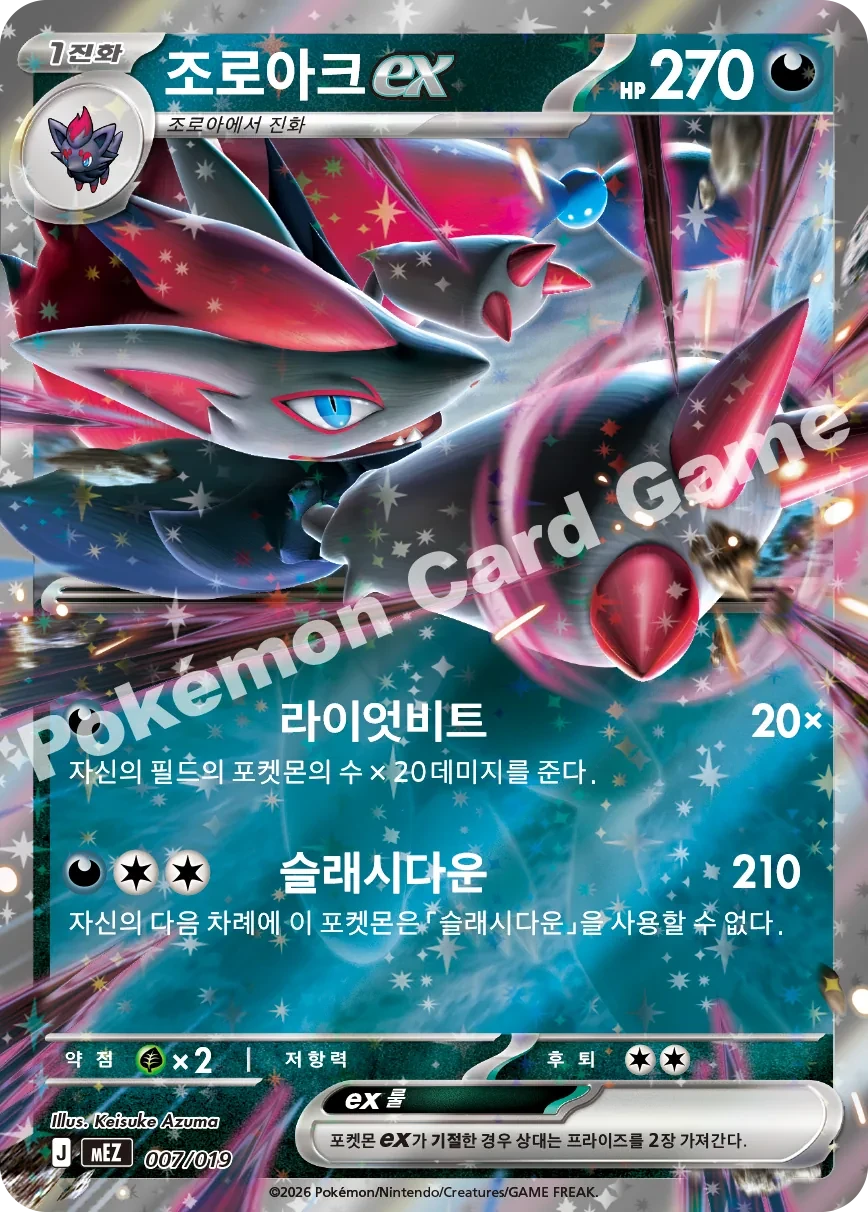 1진화
조로아크 ex
HP 270
조로아에서 진화
Pokémon Card Game
라이엇비트 20×
자신의 필드의 포켓몬의 수 × 20데미지를 준다.
슬래시다운 210
자신의 다음 차례에 이 포켓몬은 「슬래시다운」을 사용할 수 없다.
약점 ×2 | 저항력 후퇴
ex 룰
포켓몬 ex가 기절한 경우 상대는 프라이즈를 2장 가져간다.
Illus. Keisuke Azuma
J mEZ 007/019
©2026 Pokémon/Nintendo/Creatures/GAME FREAK.